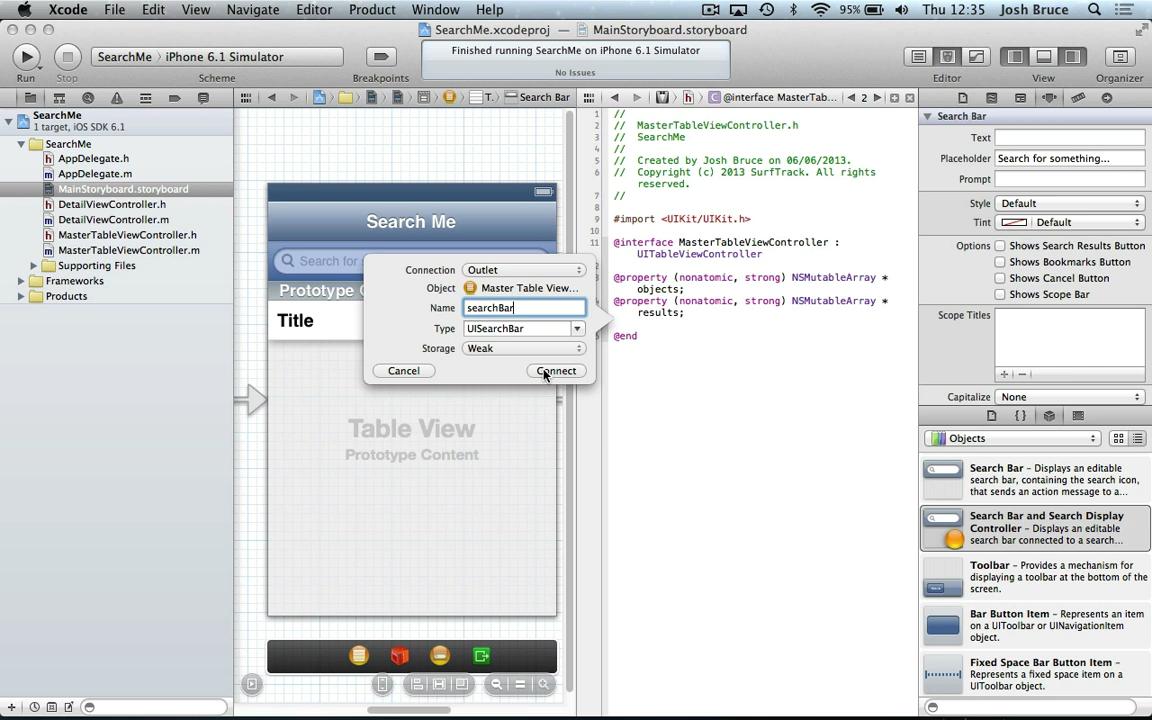 Xcode File Edit View Navigate Editor Product Window Help 95% Thu 12:35 Josh Bruce
SearchMe.xcodeproj — MainStoryboard.storyboard
SearchMe iPhone 6.1 Simulator
Finished running SearchMe on iPhone 6.1 Simulator
No Issues
Run Stop Scheme Breakpoints Editor View Organizer
T... Search Bar @interface MasterTab... 2
SearchMe
1 target, iOS SDK 6.1
SearchMe
AppDelegate.h
AppDelegate.m
MainStoryboard.storyboard
DetailViewController.h
DetailViewController.m
MasterTableViewController.h
MasterTableViewController.m
Supporting Files
Frameworks
Products
Search Me
Search for
Prototype C
Title
Table View
Prototype Content
Connection Outlet
Object Master Table View...
Name searchBar
Type UISearchBar
Storage Weak
Cancel Connect
1 //
2 // MasterTableViewController.h
3 // SearchMe
4 //
5 // Created by Josh Bruce on 06/06/2013.
6 // Copyright (c) 2013 SurfTrack. All rights
reserved.
7 //
8
9 #import <UIKit/UIKit.h>
10
11 @interface MasterTableViewController :
UITableViewController
@property (nonatomic, strong) NSMutableArray *
objects;
@property (nonatomic, strong) NSMutableArray *
results;
@end
Search Bar
Text
Placeholder Search for something...
Prompt
Style Default
Tint Default
Options Shows Search Results Button
Shows Bookmarks Button
Shows Cancel Button
Shows Scope Bar
Scope Titles
Capitalize None
Objects
Search Bar – Displays an editable
search bar, containing the search icon,
that sends an action message to a...
Search Bar and Search Display
Controller – Displays an editable
search bar connected to a search...
Toolbar – Provides a mechanism for
displaying a toolbar at the bottom of the
screen.
Bar Button Item – Represents an item
on a UIToolbar or UINavigationItem
object.
Fixed Space Bar Button Item –
Represents a fixed space item on a
UIToolbar object.